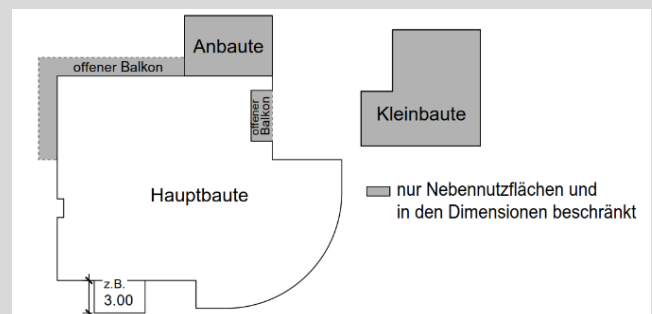 Anbaute
offener Balkon
offener
Balkon
Kleinbaute
Hauptbaute
nur Nebennutzflächen und
in den Dimensionen beschränkt
z.B.
3.00